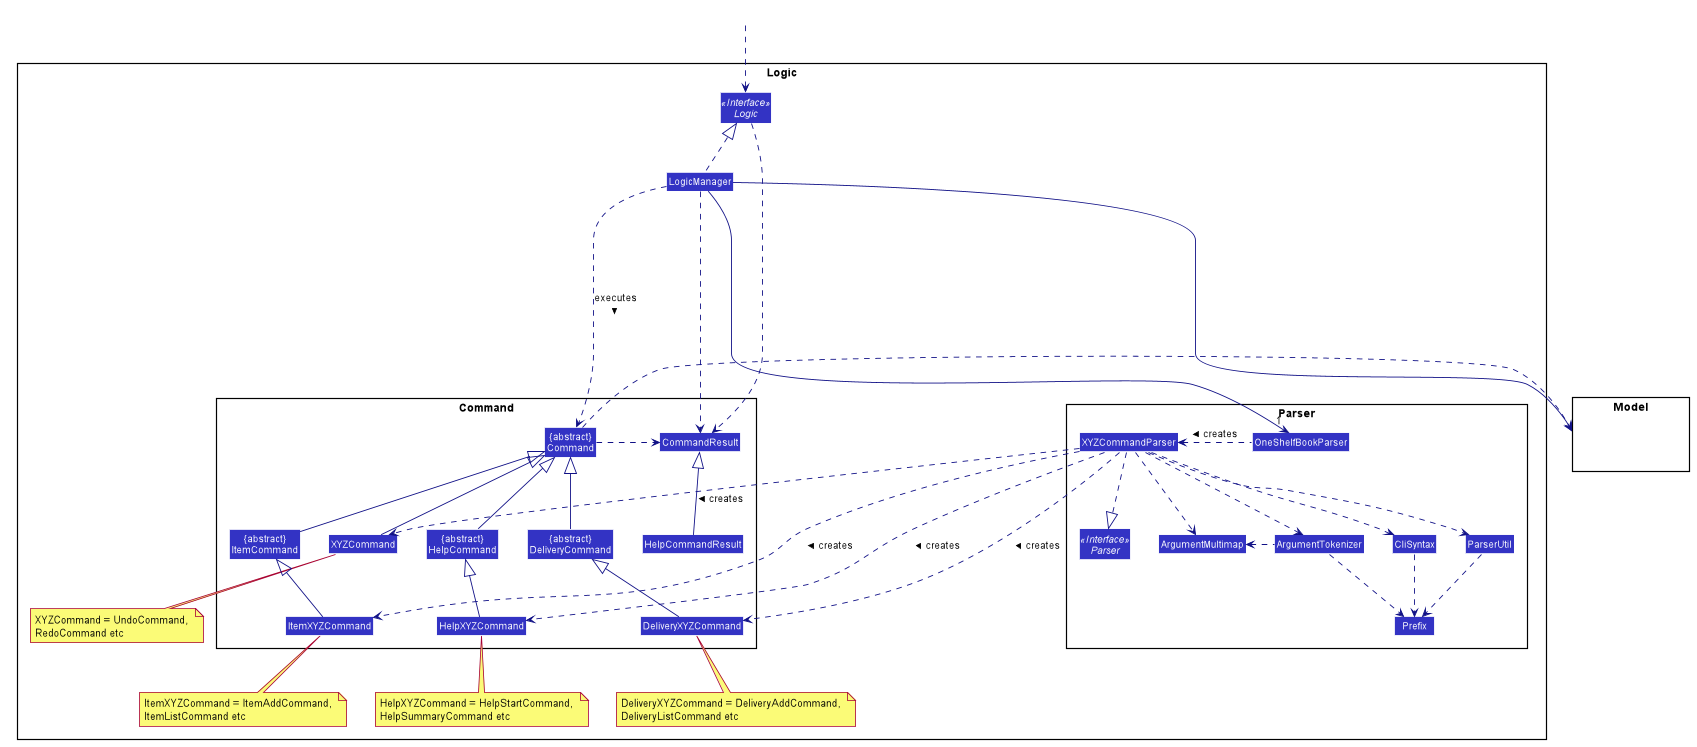 Logic
«Interface»
Logic
LogicManager
executes
Command
Parser
Model
{abstract}
Command
CommandResult
XYZCommandParser
creates
OneShelfBookParser
creates
{abstract}
ItemCommand
XYZCommand
{abstract}
HelpCommand
{abstract}
DeliveryCommand
HelpCommandResult
creates
creates
creates
«Interface»
Parser
ArgumentMultimap
ArgumentTokenizer
CliSyntax
ParserUtil
XYZCommand = UndoCommand,
RedoCommand etc
ItemXYZCommand
HelpXYZCommand
DeliveryXYZCommand
Prefix
ItemXYZCommand = ItemAddCommand,
ItemListCommand etc
HelpXYZCommand = HelpStartCommand,
HelpSummaryCommand etc
DeliveryXYZCommand = DeliveryAddCommand,
DeliveryListCommand etc